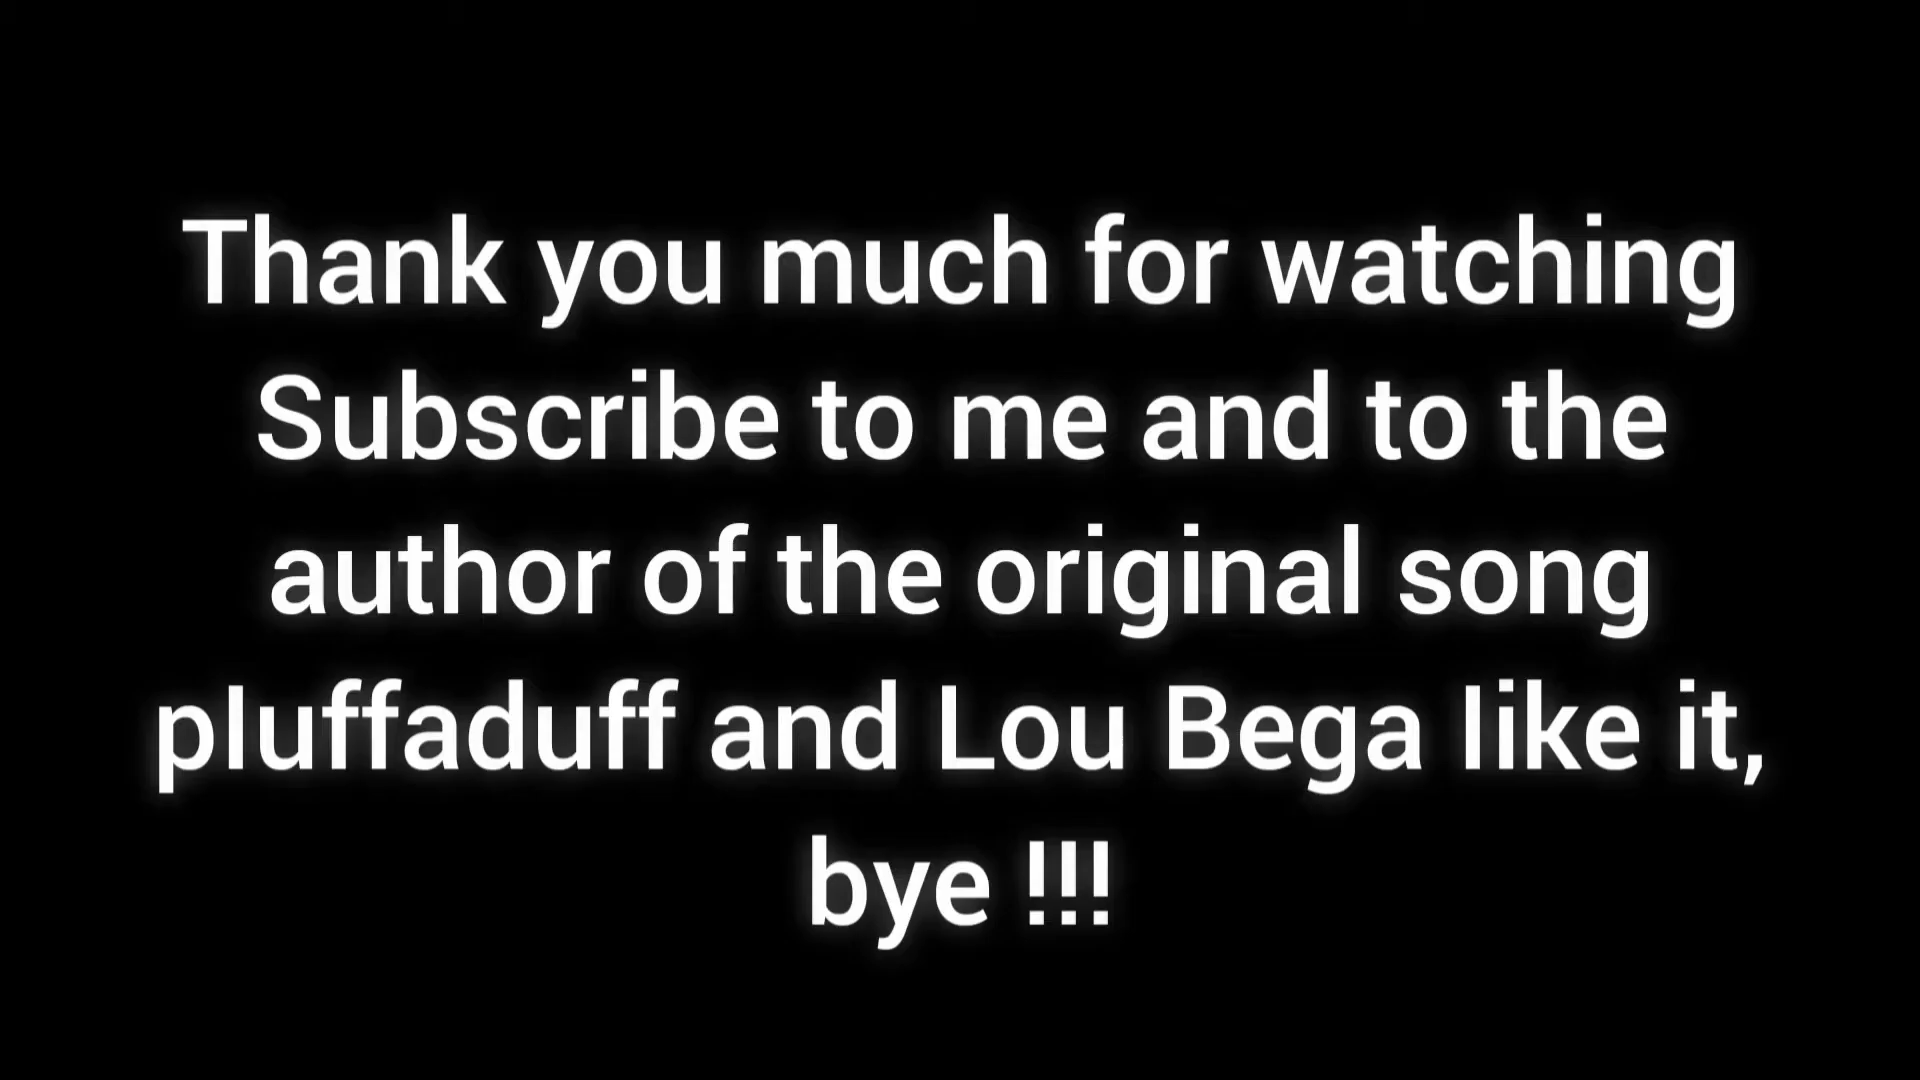 Thank you much for watching
Subscribe to me and to the
author of the original song
pluffaduff and Lou Bega like it,
bye !!!